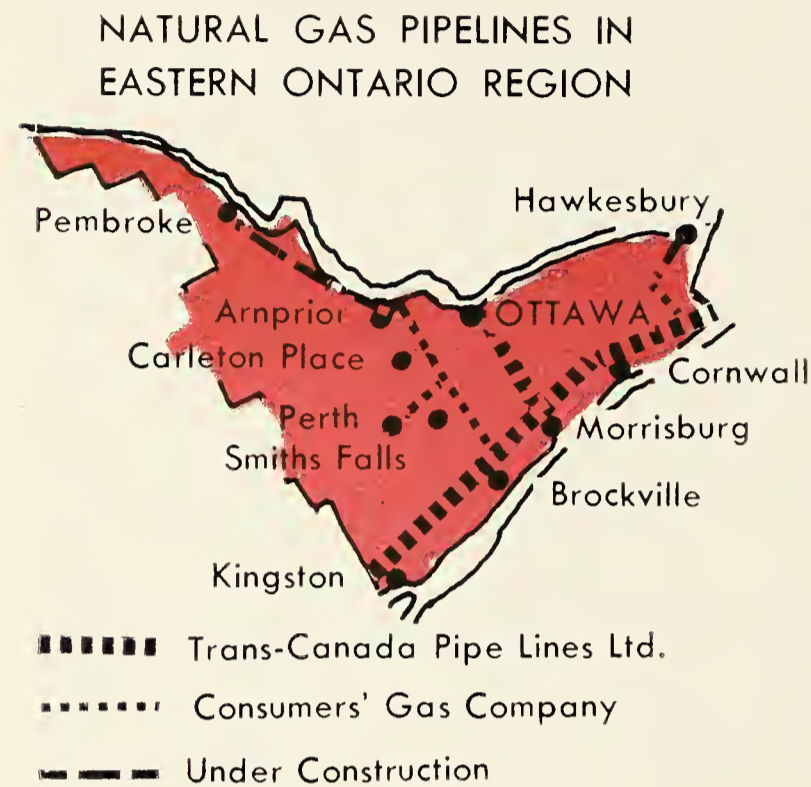 NATURAL GAS PIPELINES IN
EASTERN ONTARIO REGION
Hawkesbury
Pembroke
Arnprior
OTTAWA
Carleton Place
Cornwall
Perth
Morrisburg
Smiths Falls
Brockville
Kingston
Trans-Canada Pipe Lines Ltd.
Consumers' Gas Company
Under Construction